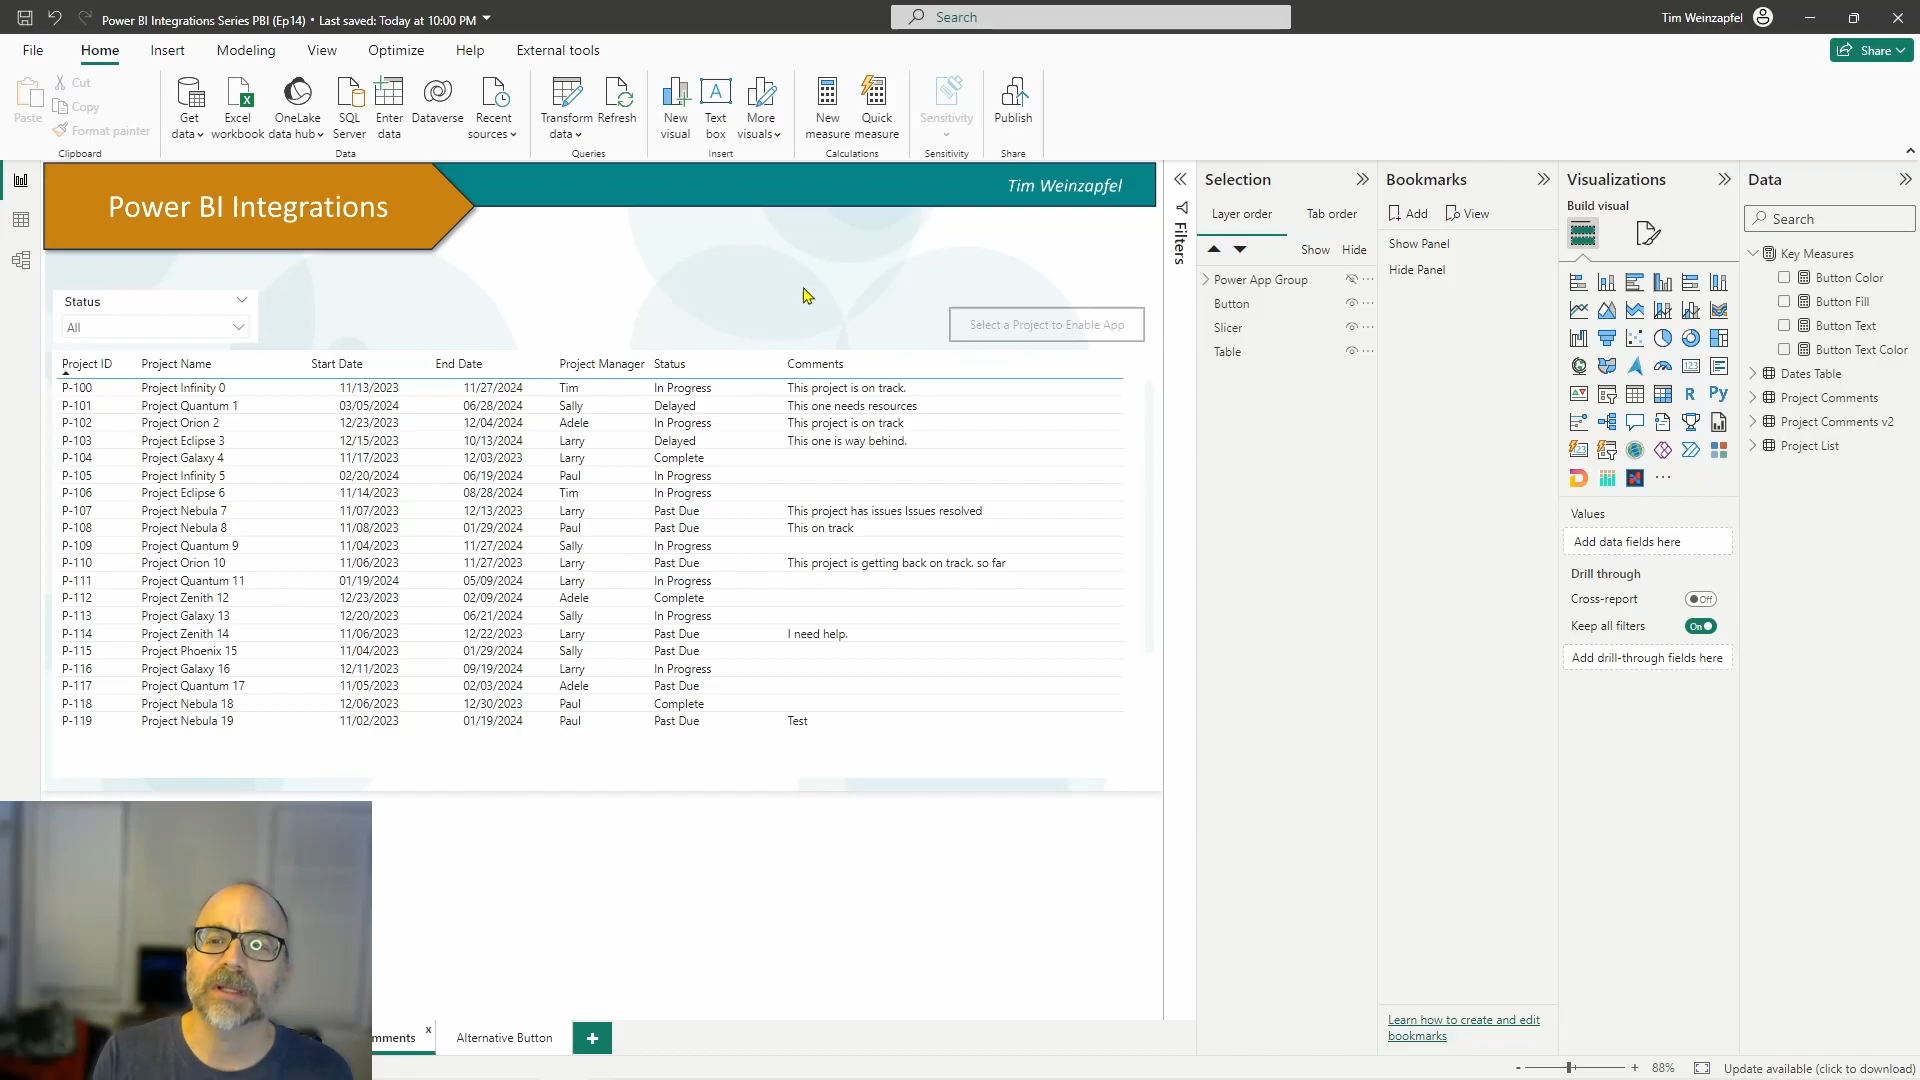 Power BI Integrations Series PBI (Ep14) • Last saved: Today at 10:00 PM
Search
Tim Weinzapfel
File
Home
Insert
Modeling
View
Optimize
Help
External tools
Share
Paste
Cut
Copy
Format painter
Get data
Excel workbook
OneLake data hub
SQL Server
Enter data
Dataverse
Recent sources
Transform data
Refresh
New visual
Text box
More visuals
New measure
Quick measure
Sensitivity
Publish
Clipboard
Data
Queries
Insert
Calculations
Sensitivity
Share
Power BI Integrations
Tim Weinzapfel
Status
All
Select a Project to Enable App
Project ID Project Name Start Date End Date Project Manager Status Comments
P-100 Project Infinity 0 11/13/2023 11/27/2024 Tim In Progress This project is on track.
P-101 Project Quantum 1 03/05/2024 06/28/2024 Sally Delayed This one needs resources
P-102 Project Orion 2 12/23/2023 12/04/2024 Adele In Progress This project is on track
P-103 Project Eclipse 3 12/15/2023 10/13/2024 Larry Delayed This one is way behind.
P-104 Project Galaxy 4 11/17/2023 12/03/2023 Larry Complete
P-105 Project Infinity 5 02/20/2024 06/19/2024 Paul In Progress
P-106 Project Eclipse 6 11/14/2023 08/28/2024 Tim In Progress
P-107 Project Nebula 7 11/07/2023 12/13/2023 Larry Past Due This project has issues Issues resolved
P-108 Project Nebula 8 11/08/2023 01/29/2024 Paul Past Due This on track
P-109 Project Quantum 9 11/04/2023 11/27/2024 Sally In Progress
P-110 Project Orion 10 11/06/2023 11/27/2023 Larry Past Due This project is getting back on track. so far
P-111 Project Quantum 11 01/19/2024 05/09/2024 Larry In Progress
P-112 Project Zenith 12 12/23/2023 02/09/2024 Adele Complete
P-113 Project Galaxy 13 12/20/2023 06/21/2024 Sally In Progress
P-114 Project Zenith 14 11/06/2023 12/22/2023 Larry Past Due I need help.
P-115 Project Phoenix 15 11/04/2023 01/29/2024 Sally Past Due
P-116 Project Galaxy 16 12/11/2023 09/19/2024 Larry In Progress
P-117 Project Quantum 17 11/05/2023 02/03/2024 Adele Past Due
P-118 Project Nebula 18 12/06/2023 12/30/2023 Paul Complete
P-119 Project Nebula 19 11/02/2023 01/19/2024 Paul Past Due Test
Filters
Selection
Layer order
Tab order
Show
Hide
Power App Group
Button
Slicer
Table
Bookmarks
Add
View
Show Panel
Hide Panel
Learn how to create and edit
bookmarks
Visualizations
Build visual
R
Py
123
Values
Add data fields here
Drill through
Cross-report
Off
Keep all filters
On
Add drill-through fields here
Data
Search
Key Measures
Button Color
Button Fill
Button Text
Button Text Color
Dates Table
Project Comments
Project Comments v2
Project List
mments
x
Alternative Button
+
- + 88%
Update available (click to download)